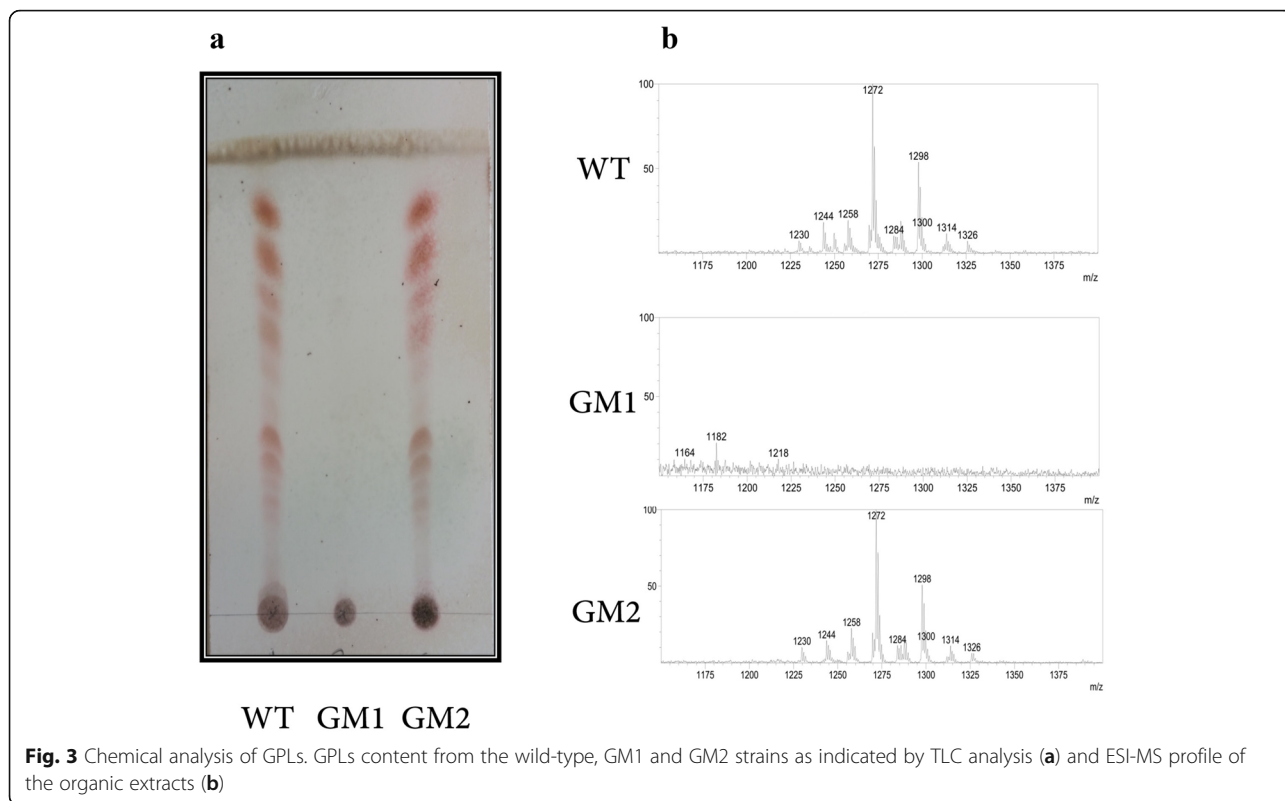 a
b
WT GM1 GM2
WT
100
50
1230
1244
1258
1272
1284
1298
1300
1314
1326
1175 1200 1225 1250 1275 1300 1325 1350 1375
m/z
GM1
100
50
1164
1182
1218
1175 1200 1225 1250 1275 1300 1325 1350 1375
m/z
GM2
100
50
1230
1244
1258
1272
1284
1298
1300
1314
1326
1175 1200 1225 1250 1275 1300 1325 1350 1375
m/z
Fig. 3 Chemical analysis of GPLs. GPLs content from the wild-type, GM1 and GM2 strains as indicated by TLC analysis (a) and ESI-MS profile of
the organic extracts (b)